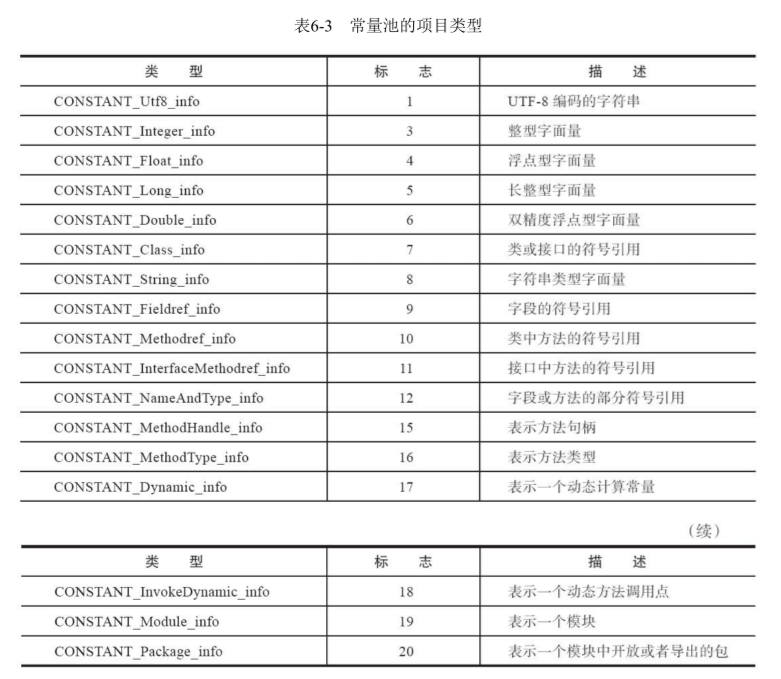 表6-3 常量池的项目类型
类 型 标 志 描 述
CONSTANT_Utf8_info 1 UTF-8 编码的字符串
CONSTANT_Integer_info 3 整型字面量
CONSTANT_Float_info 4 浮点型字面量
CONSTANT_Long_info 5 长整型字面量
CONSTANT_Double_info 6 双精度浮点型字面量
CONSTANT_Class_info 7 类或接口的符号引用
CONSTANT_String_info 8 字符串类型字面量
CONSTANT_Fieldref_info 9 字段的符号引用
CONSTANT_Methodref_info 10 类中方法的符号引用
CONSTANT_InterfaceMethodref_info 11 接口中方法的符号引用
CONSTANT_NameAndType_info 12 字段或方法的部分符号引用
CONSTANT_MethodHandle_info 15 表示方法句柄
CONSTANT_MethodType_info 16 表示方法类型
CONSTANT_Dynamic_info 17 表示一个动态计算常量
（续）
类 型 标 志 描 述
CONSTANT_InvokeDynamic_info 18 表示一个动态方法调用点
CONSTANT_Module_info 19 表示一个模块
CONSTANT_Package_info 20 表示一个模块中开放或者导出的包